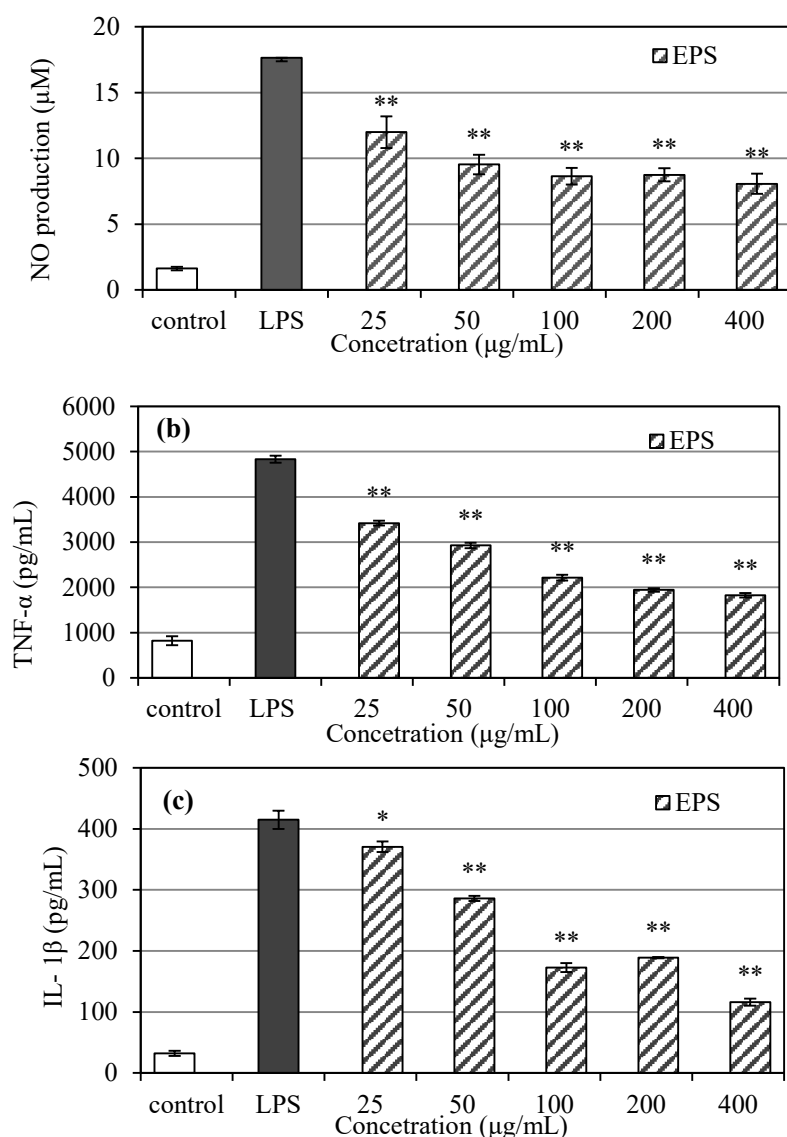 20
EPS
15
**
**
**
**
**
10
5
0
NO production (μM)
control LPS 25 50 100 200 400
Concetration (μg/mL)
6000
(b)
EPS
5000
**
4000
**
3000
**
**
**
2000
1000
0
TNF-α (pg/mL)
control LPS 25 50 100 200 400
Concetration (μg/mL)
500
(c)
EPS
*
400
**
300
**
**
200
**
100
0
IL- 1β (pg/mL)
control LPS 25 50 100 200 400
Concetration (μg/mL)